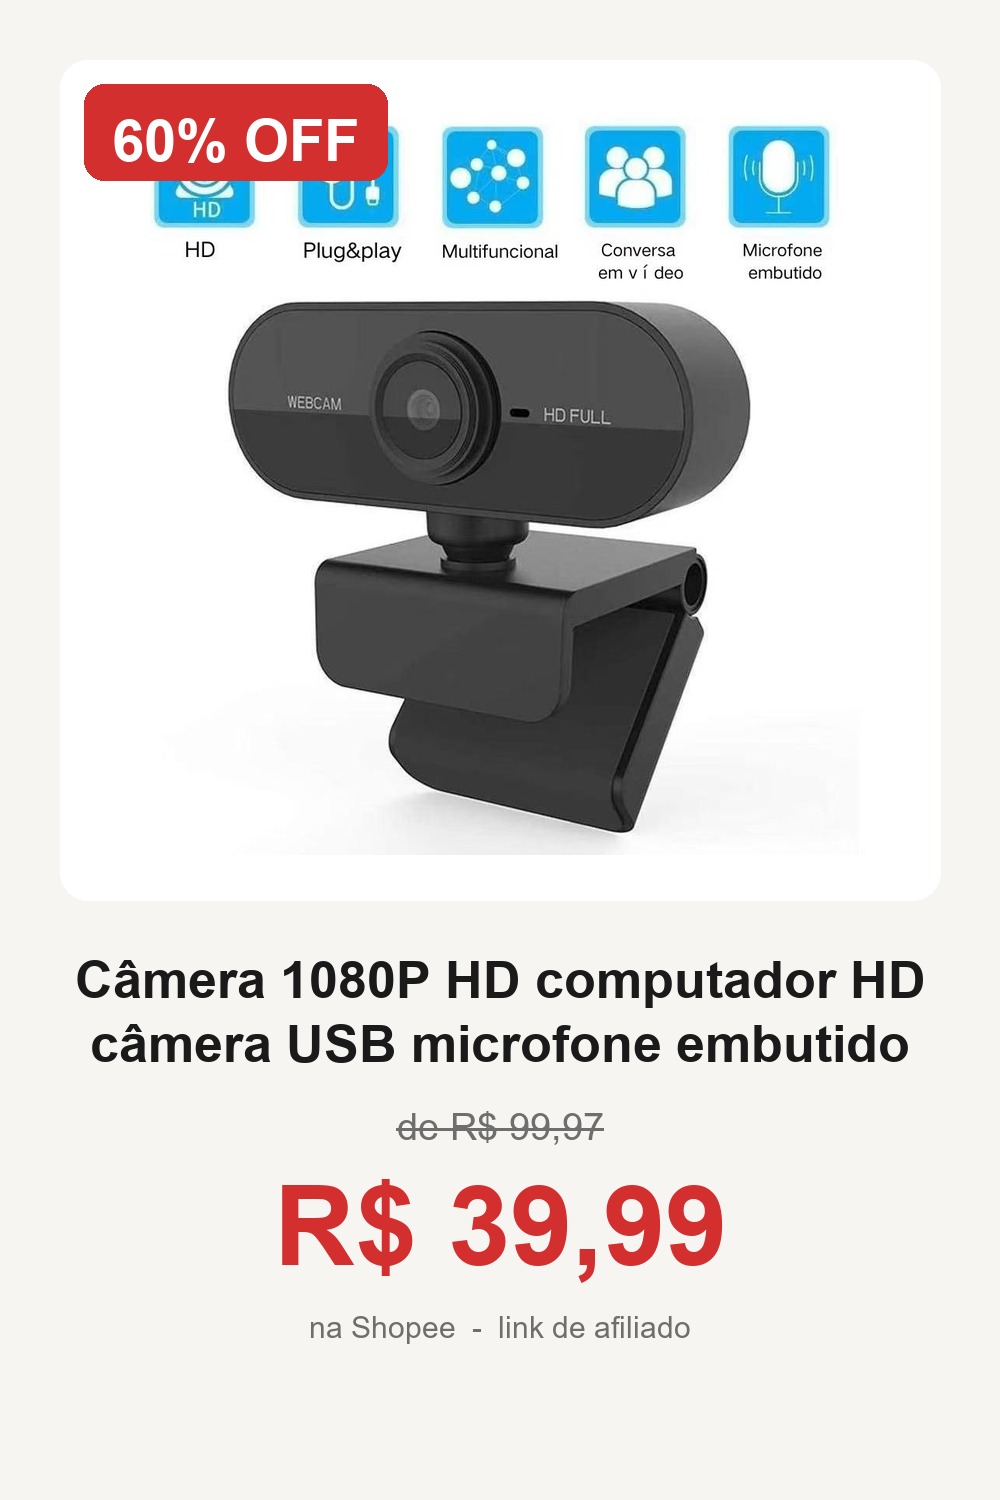 60% OFF
HD
HD
Plug&play
Multifuncional
Conversa
em v í deo
Microfone
embutido
WEBCAM
HD FULL
Câmera 1080P HD computador HD
câmera USB microfone embutido
de R$ 99,97
R$ 39,99
na Shopee - link de afiliado